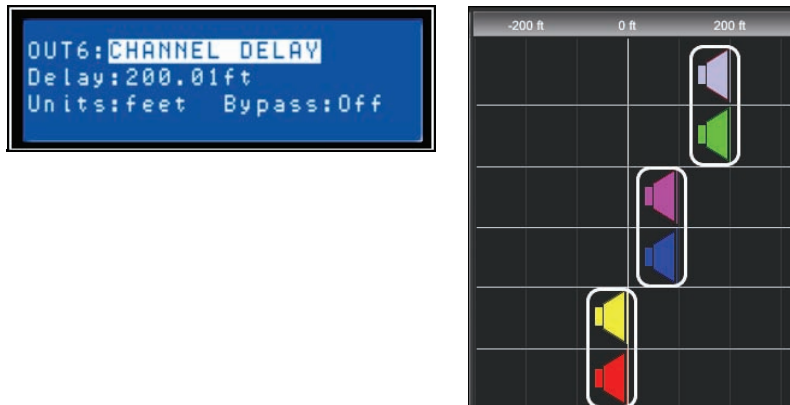 OUT6:CHANNEL DELAY
Delay:200.01ft
Units:feet Bypass:Off
-200 ft 0 ft 200 ft